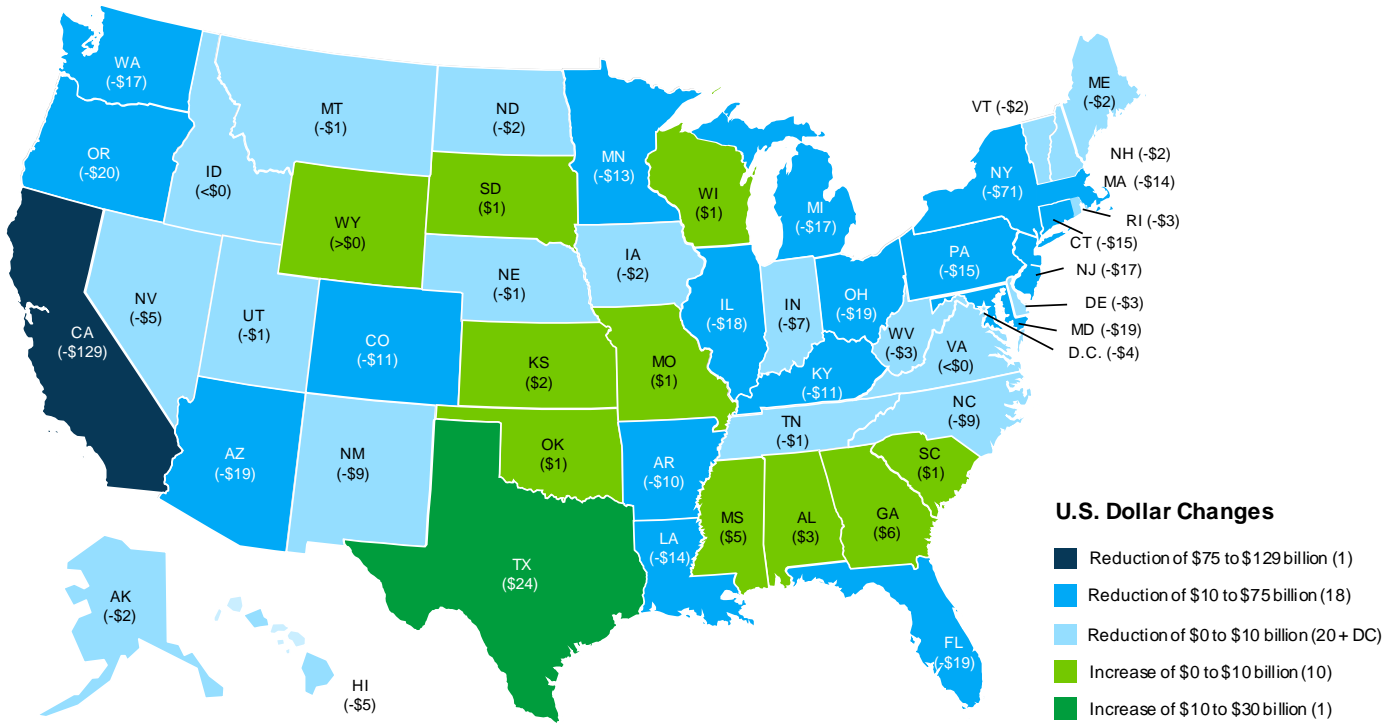 WA
(-$17)
OR
(-$20)
CA
(-$129)
ID
(<$0)
NV
(-$5)
MT
(-$1)
WY
(>$0)
UT
(-$1)
AZ
(-$19)
CO
(-$11)
NM
(-$9)
ND
(-$2)
SD
($1)
NE
(-$1)
KS
($2)
OK
($1)
TX
($24)
MN
(-$13)
IA
(-$2)
MO
($1)
AR
(-$10)
LA
(-$14)
WI
($1)
IL
(-$18)
MI
(-$17)
IN
(-$7)
OH
(-$19)
KY
(-$11)
TN
(-$1)
MS
($5)
AL
($3)
GA
($6)
FL
(-$19)
SC
($1)
NC
(-$9)
VA
(<$0)
WV
(-$3)
PA
(-$15)
NY
(-$71)
VT (-$2)
ME
(-$2)
NH (-$2)
MA (-$14)
RI (-$3)
CT (-$15)
NJ (-$17)
DE (-$3)
MD (-$19)
D.C. (-$4)
AK
(-$2)
HI
(-$5)
U.S. Dollar Changes
Reduction of $75 to $129 billion (1)
Reduction of $10 to $75 billion (18)
Reduction of $0 to $10 billion (20 + DC)
Increase of $0 to $10 billion (10)
Increase of $10 to $30 billion (1)